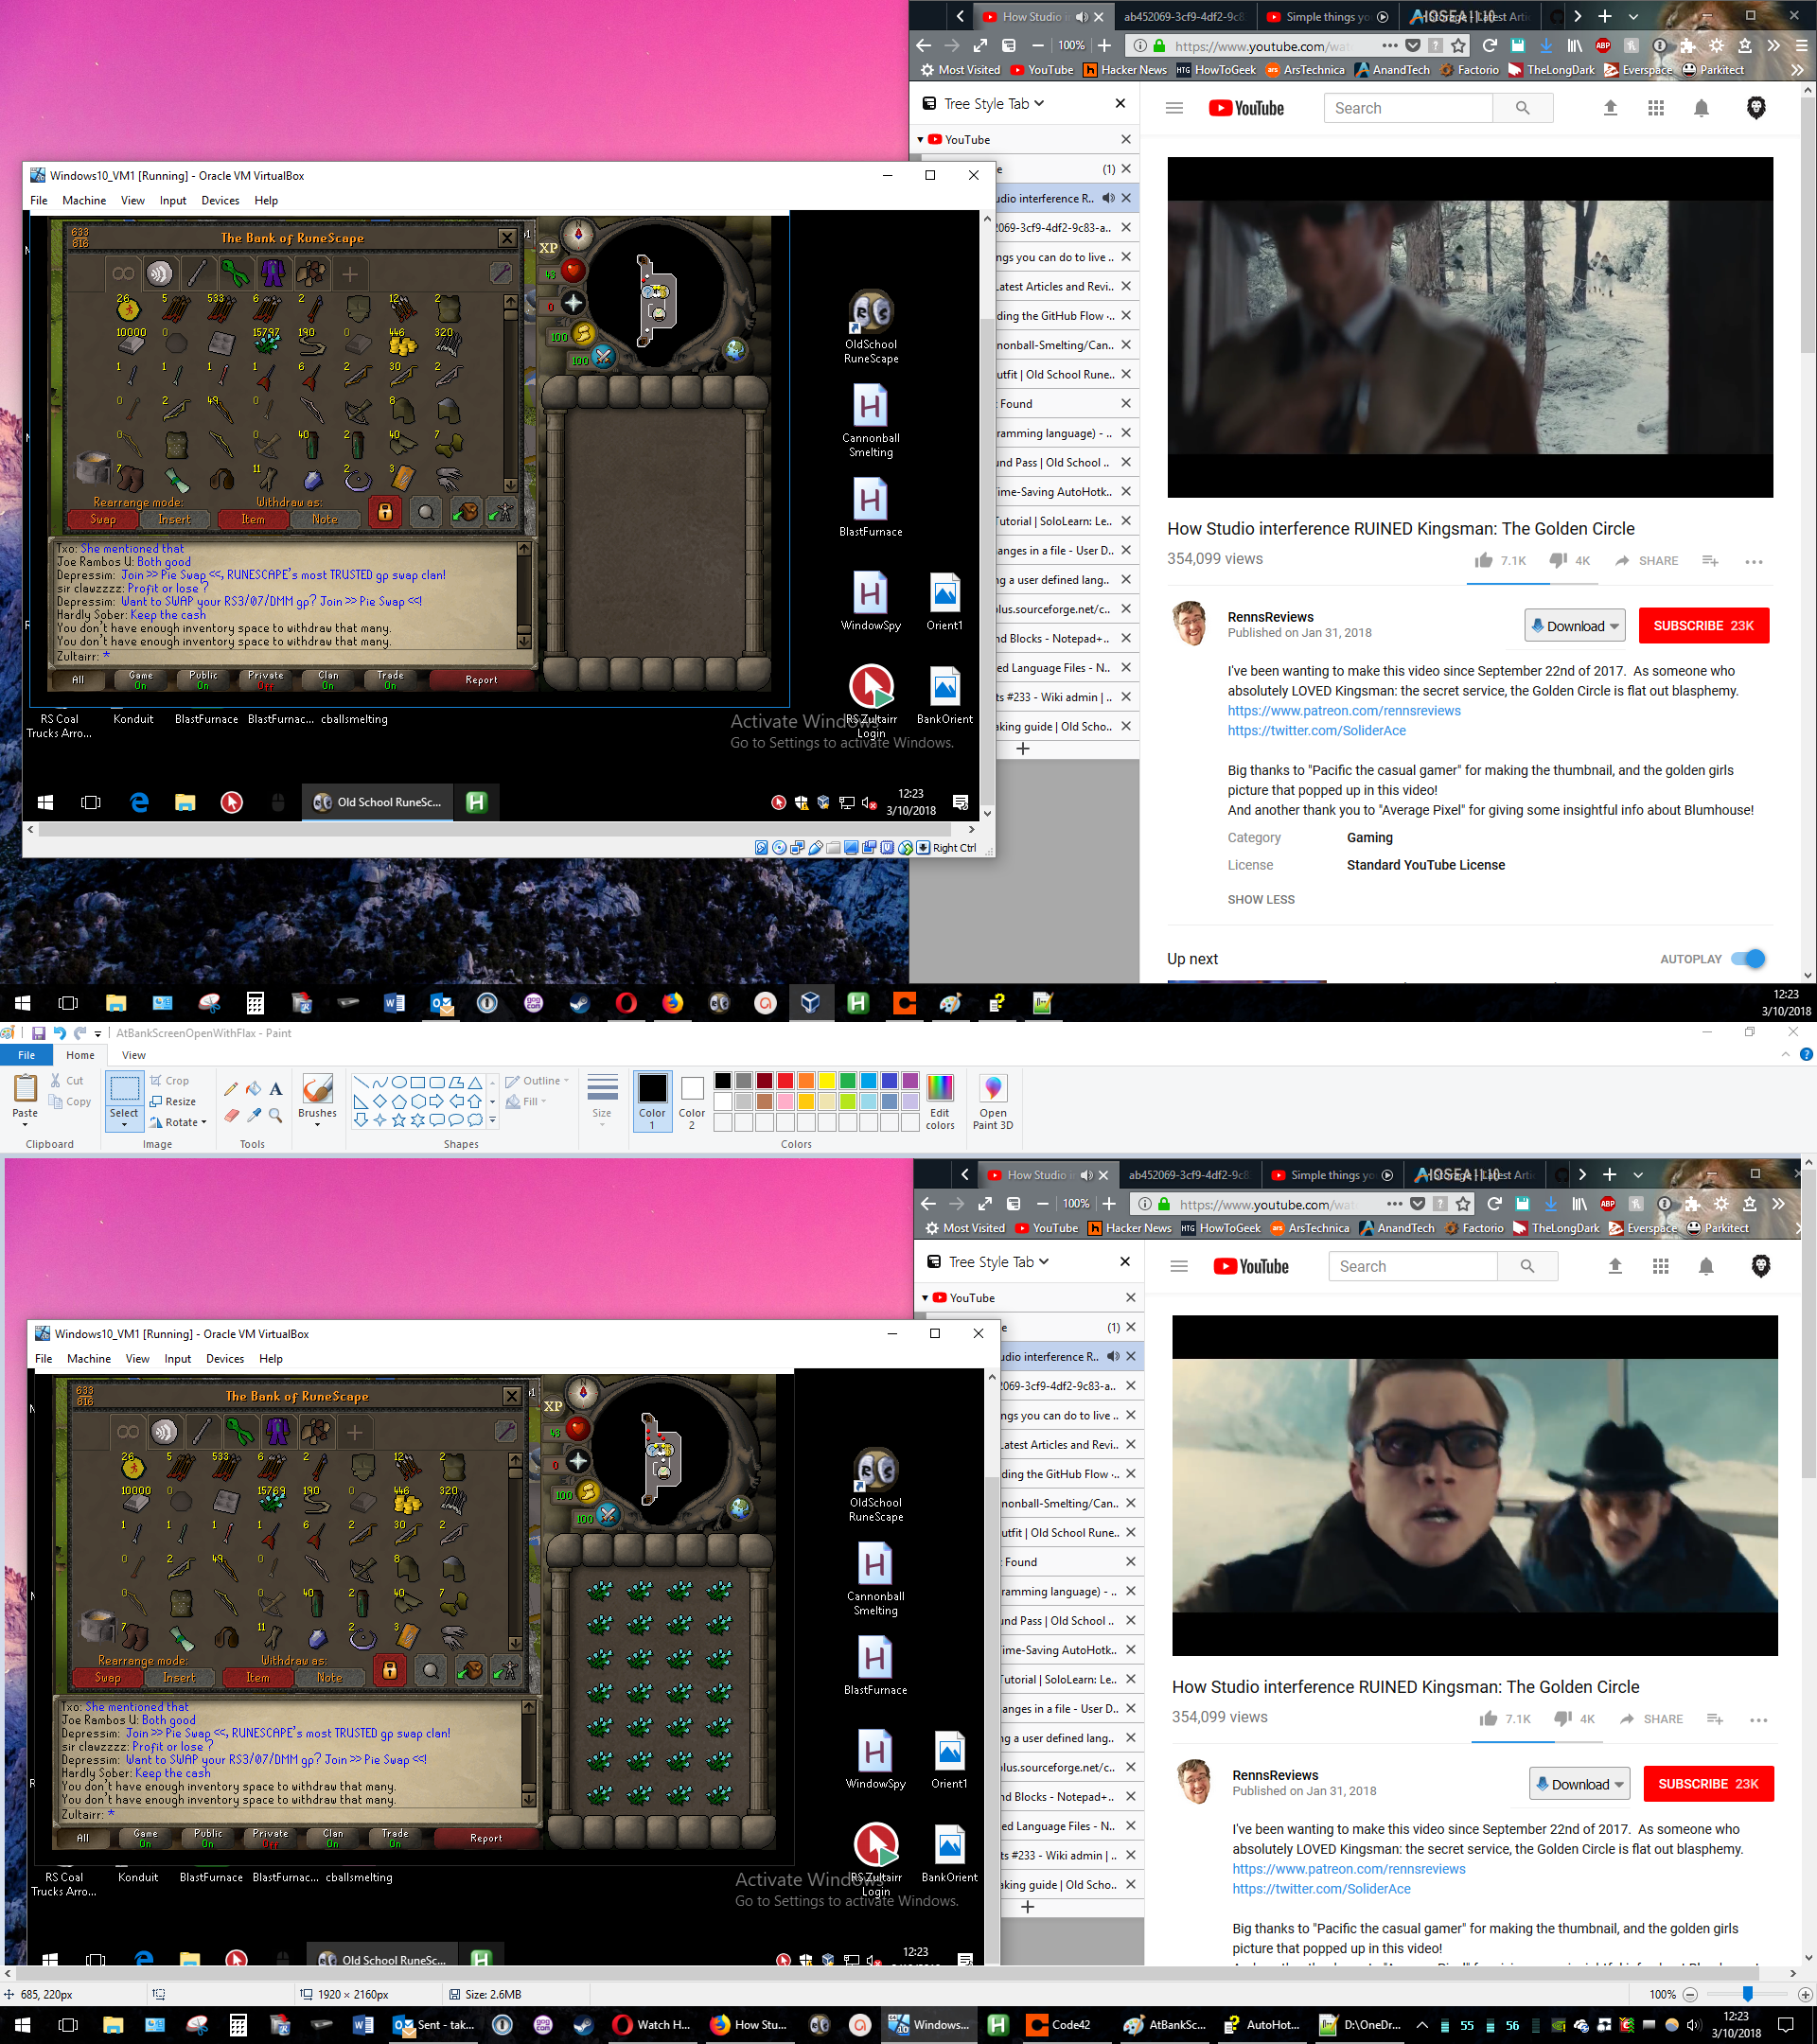 How Studio i
ab452069-3cf9-4df2-9c8
Simple things yo
100%
https://www.youtube.com/wat
Most Visited YouTube Hacker News HowToGeek ArsTechnica AnandTech Factorio TheLongDark Everspace Parkitect
Tree Style Tab
YouTube
Search
YouTube
(1)
udio interference R..
2069-3cf9-4df2-9c83-a...
ngs you can do to live ..
Latest Articles and Revi..
ding the GitHub Flow ·..
nonball-Smelting/Can..
utfit | Old School Rune..
t Found
ramming language) - ...
und Pass | Old School ..
Time-Saving AutoHotk..
Tutorial | SoloLearn: Le..
anges in a file - User D..
ng a user defined lang..
plus.sourceforge.net/c..
nd Blocks - Notepad+..
ed Language Files - N..
ts #233 - Wiki admin | ..
aking guide | Old Scho..
How Studio interference RUINED Kingsman: The Golden Circle
354,099 views
7.1K
4K
SHARE
RennsReviews
Published on Jan 31, 2018
Download
SUBSCRIBE 23K
I've been wanting to make this video since September 22nd of 2017. As someone who
absolutely LOVED Kingsman: the secret service, the Golden Circle is flat out blasphemy.
https://www.patreon.com/rennsreviews
https://twitter.com/SoliderAce
Big thanks to "Pacific the casual gamer" for making the thumbnail, and the golden girls
picture that popped up in this video!
And another thank you to "Average Pixel" for giving some insightful info about Blumhouse!
Category Gaming
License Standard YouTube License
SHOW LESS
Up next
AUTOPLAY
Windows10_VM1 [Running] - Oracle VM VirtualBox
File Machine View Input Devices Help
633
816
The Bank of RuneScape
XP
43
0
100
100
26 5 533 6 2 12 2
10000 0 15797 190 0 446 320
1 1 1 1 6 2 30 2
0 2 49 0 8
0 40 2 40 7
7 11 2 3
Rearrange mode: Withdraw as:
Swap Insert Item Note
Txo: She mentioned that
Joe Rambos U: Both good
Depressim: Join >> Pie Swap <<, RUNESCAPE's most TRUSTED gp swap clan!
sir clawzzzz: Profit or lose ?
Depressim: Want to SWAP your RS3/07/DMM gp? Join >> Pie Swap <<!
Hardly Sober: Keep the cash
You don't have enough inventory space to withdraw that many.
You don't have enough inventory space to withdraw that many.
Zultairr: *
All Game On Public On Private Off Clan On Trade On Report
OldSchool RuneScape
Cannonball Smelting
BlastFurnace
WindowSpy
Orient1
RS Zultairr Login
BankOrient
RS Coal Trucks Arro...
Konduit
BlastFurnace
BlastFurnac...
cballsmelting
Activate Windows
Go to Settings to activate Windows.
Old School RuneSc...
12:23
3/10/2018
Right Ctrl
12:23
3/10/2018
AtBankScreenOpenWithFlax - Paint
File Home View
Paste
Cut
Copy
Clipboard
Select
Crop
Resize
Rotate
Image
Tools
Brushes
Shapes
Outline
Fill
Size
Color 1
Color 2
Colors
Edit colors
Open Paint 3D
How Studio i
ab452069-3cf9-4df2-9c8
Simple things yo
100%
https://www.youtube.com/wat
Most Visited YouTube Hacker News HowToGeek ArsTechnica AnandTech Factorio TheLongDark Everspace Parkitect
Tree Style Tab
YouTube
Search
YouTube
(1)
udio interference R..
2069-3cf9-4df2-9c83-a...
ngs you can do to live ..
Latest Articles and Revi..
ding the GitHub Flow ·..
nonball-Smelting/Can..
utfit | Old School Rune..
t Found
ramming language) - ...
und Pass | Old School ..
Time-Saving AutoHotk..
Tutorial | SoloLearn: Le..
anges in a file - User D..
ng a user defined lang..
plus.sourceforge.net/c..
nd Blocks - Notepad+..
ed Language Files - N..
ts #233 - Wiki admin | ..
aking guide | Old Scho..
How Studio interference RUINED Kingsman: The Golden Circle
354,099 views
7.1K
4K
SHARE
RennsReviews
Published on Jan 31, 2018
Download
SUBSCRIBE 23K
I've been wanting to make this video since September 22nd of 2017. As someone who
absolutely LOVED Kingsman: the secret service, the Golden Circle is flat out blasphemy.
https://www.patreon.com/rennsreviews
https://twitter.com/SoliderAce
Big thanks to "Pacific the casual gamer" for making the thumbnail, and the golden girls
picture that popped up in this video!
Windows10_VM1 [Running] - Oracle VM VirtualBox
File Machine View Input Devices Help
633
816
The Bank of RuneScape
XP
43
0
100
100
26 5 533 6 2 12 2
10000 0 15769 190 0 446 320
1 1 1 1 6 2 30 2
0 2 49 0 8
0 40 2 40 7
7 11 2 3
Rearrange mode: Withdraw as:
Swap Insert Item Note
Txo: She mentioned that
Joe Rambos U: Both good
Depressim: Join >> Pie Swap <<, RUNESCAPE's most TRUSTED gp swap clan!
sir clawzzzz: Profit or lose ?
Depressim: Want to SWAP your RS3/07/DMM gp? Join >> Pie Swap <<!
Hardly Sober: Keep the cash
You don't have enough inventory space to withdraw that many.
You don't have enough inventory space to withdraw that many.
Zultairr: *
All Game On Public On Private Off Clan On Trade On Report
OldSchool RuneScape
Cannonball Smelting
BlastFurnace
WindowSpy
Orient1
RS Zultairr Login
BankOrient
RS Coal Trucks Arro...
Konduit
BlastFurnace
BlastFurnac...
cballsmelting
Activate Windows
Go to Settings to activate Windows.
Old School RuneSc...
12:23
685, 220px
1920 × 2160px
Size: 2.6MB
100%
Sent - tak...
Watch H...
How Stu...
Windows...
Code42
AtBankSc...
AutoHot...
D:\OneDr...
55
56
12:23
3/10/2018